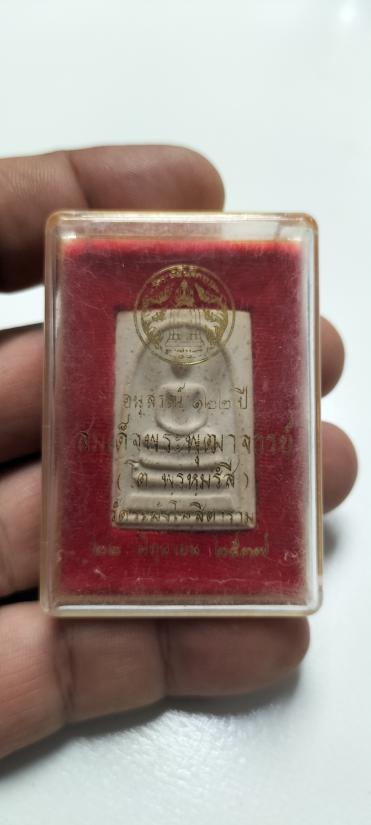 อนุสรณ์ ๑๒๒ ปี
สมเด็จพระพุฒาจารย์
( โต พรหมรังสี )
วัดระฆังโฆสิตาราม
๒๒ มิถุนายน ๒๕๓๗